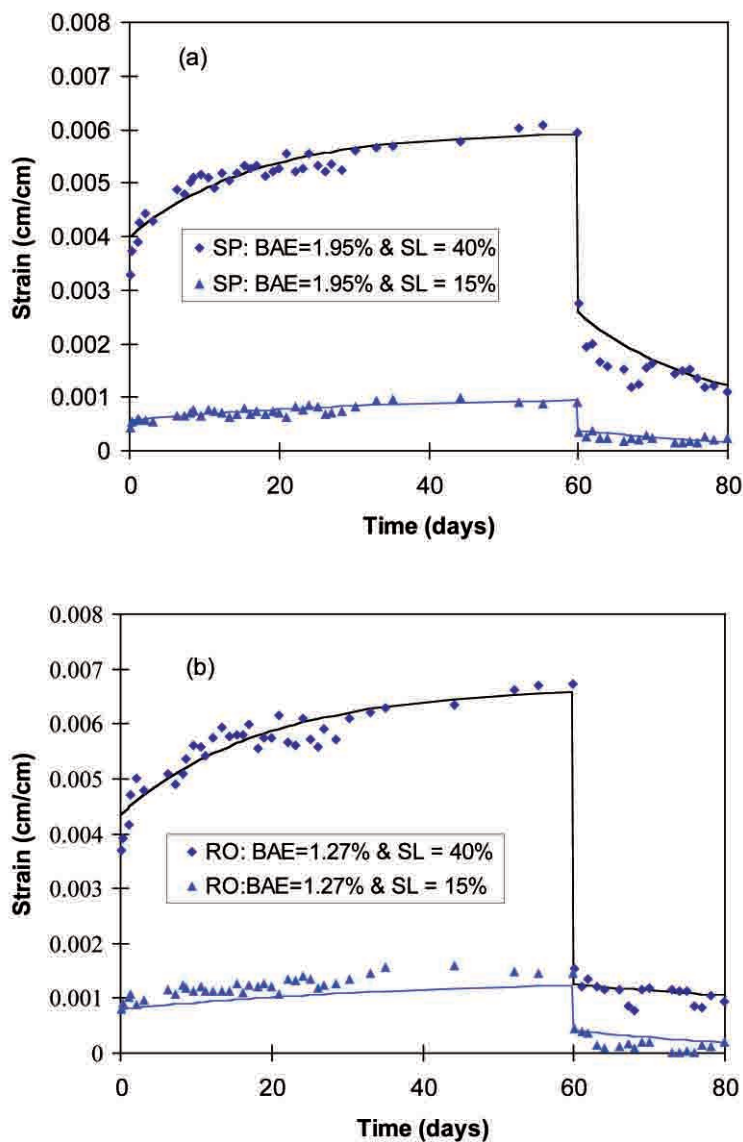 0.008
(a)
0.007
0.006
0.005
0.004
SP: BAE=1.95% & SL = 40%
0.003
SP: BAE=1.95% & SL = 15%
0.002
0.001
0
0 20 40 60 80
Strain (cm/cm)
Time (days)
0.008
0.007
(b)
0.006
0.005
0.004
RO: BAE=1.27% & SL = 40%
0.003
RO:BAE=1.27% & SL = 15%
0.002
0.001
0
0 20 40 60 80
Strain (cm/cm)
Time (days)